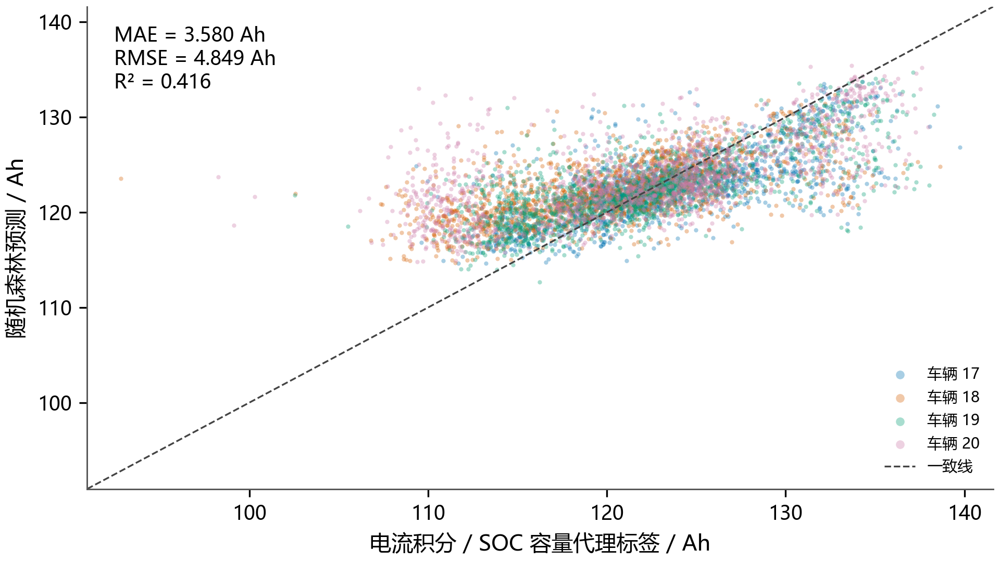 MAE = 3.580 Ah
RMSE = 4.849 Ah
R² = 0.416
140
130
120
110
100
随机森林预测 / Ah
100
110
120
130
140
电流积分 / SOC 容量代理标签 / Ah
车辆 17
车辆 18
车辆 19
车辆 20
一致线